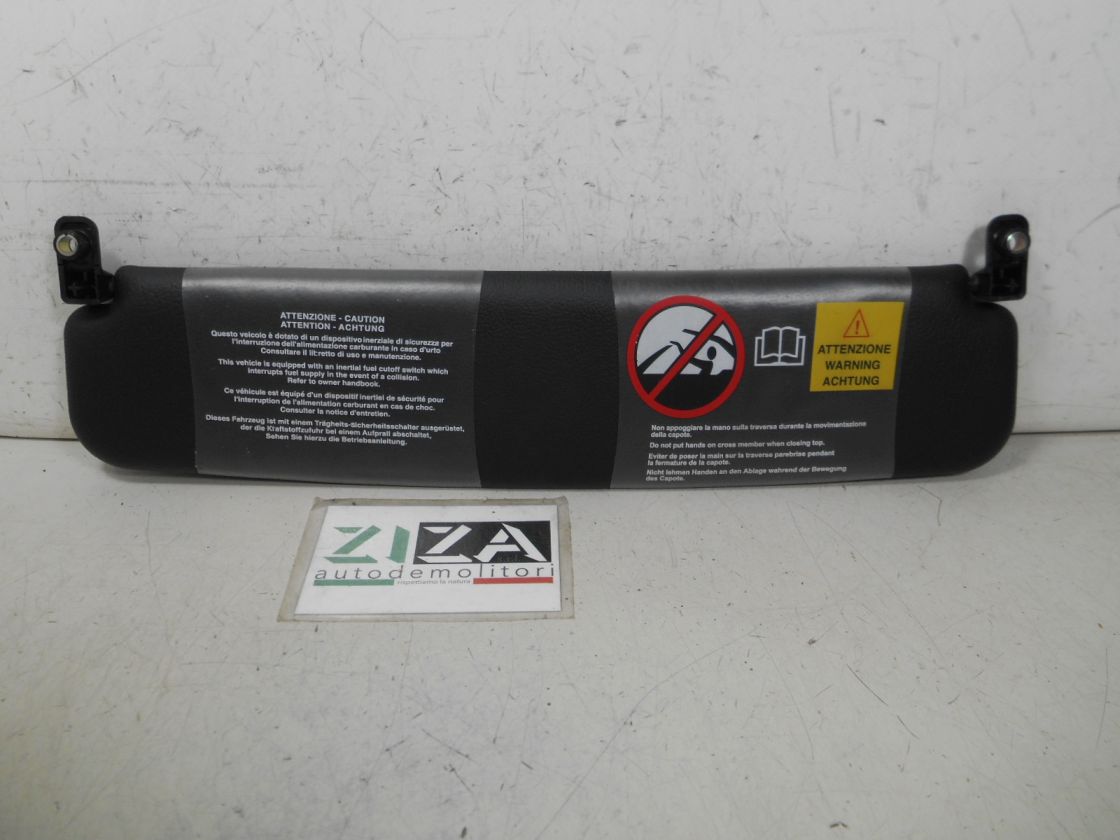 ATTENZIONE - CAUTION
ATTENTION - ACHTUNG
Questo veicolo è dotato di un dispositivo inerziale di sicurezza per
l'interruzione dell'alimentazione carburante in caso d'urto
Consultare il lit:retto di uso e manutenzione.
This vehicle is equipped with an inertial fuel cutoff switch which
interrupts fuel supply in the event of a collision.
Refer to owner handbook.
Ce véhicule est équipé d'un dispositif inertiel de sécurité pour
l'interruption de l'alimentation carburant en cas de choc.
Consulter la notice d'entretien.
Dieses Fahrzeug ist mit einem Trägheits-Sicherheitsschalter ausgerüstet,
der die Kraftstoffzufuhr bei einem Aufprall abschaltet,
Sehen Sie hierzu die Betriebsanleitung.
ATTENZIONE
WARNING
ACHTUNG
Non appoggiare la mano sulla traversa durante la movimentazione
della capote.
Do not put hands on cross member when closing top.
Eviter de poser la main sur la traverse parebrise pendant
la fermature de la capote.
Nicht lehmen Handen an den Ablage wahrend der Bewegung
des Capote.
ZIZA
autodemolitori
rispettiamo la natura